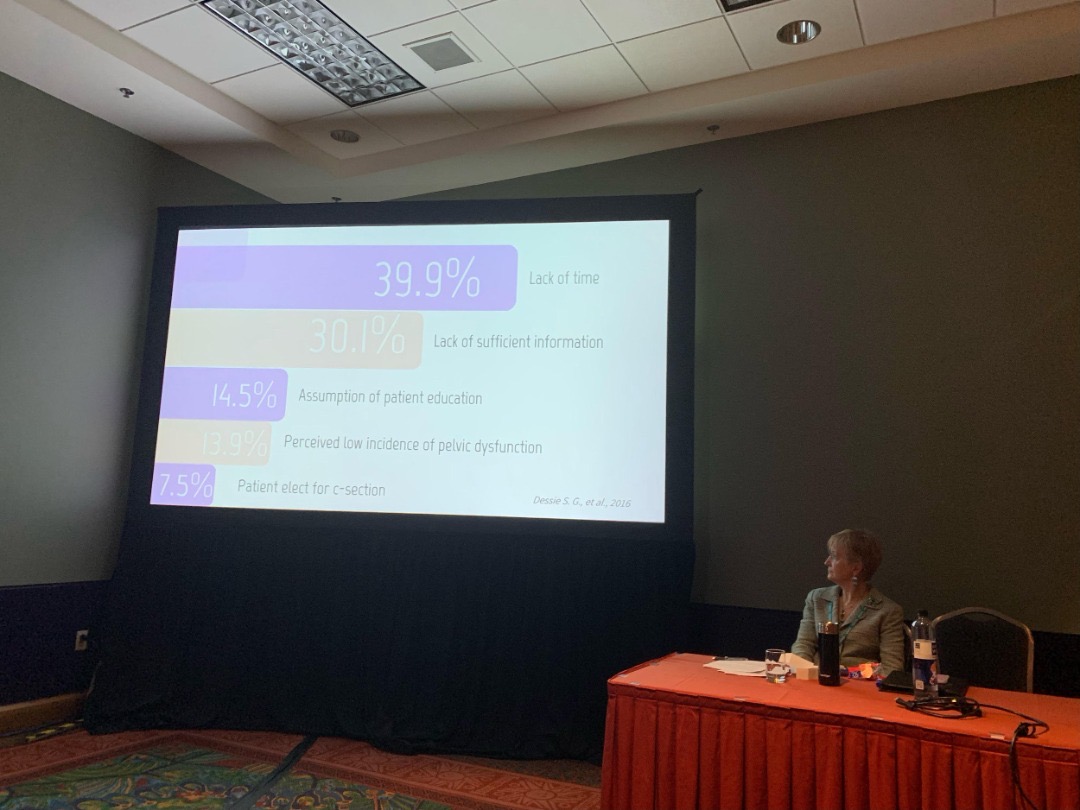 39.9% Lack of time
30.1% Lack of sufficient information
14.5% Assumption of patient education
13.9% Perceived low incidence of pelvic dysfunction
7.5% Patient elect for c-section
Dessie S. G., et al., 2016